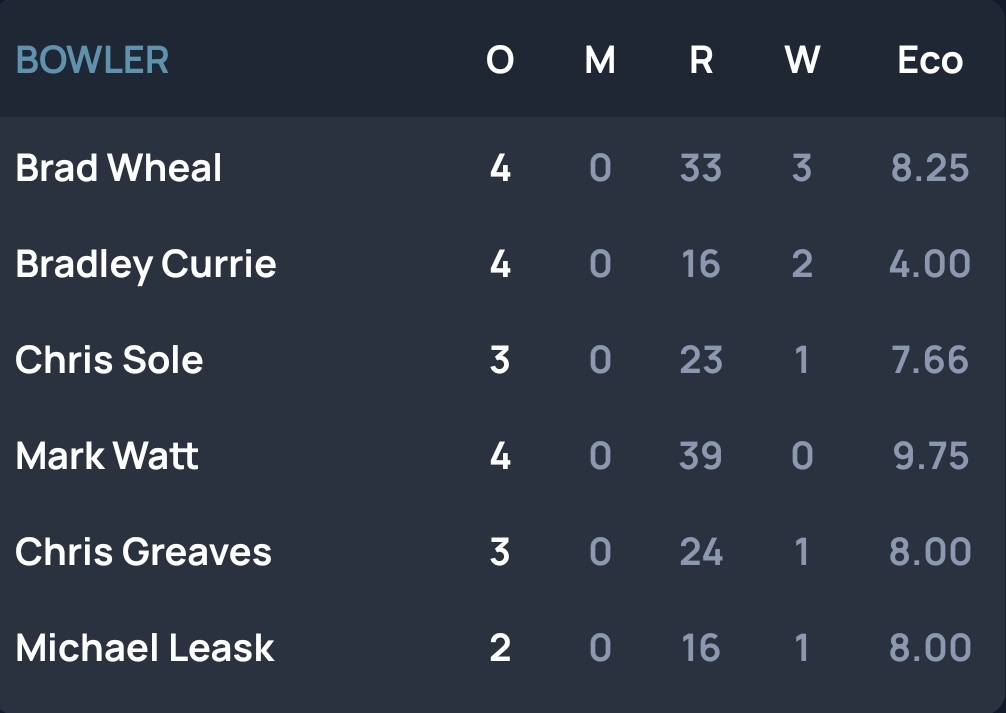 BOWLER O M R W Eco
Brad Wheal 4 0 33 3 8.25
Bradley Currie 4 0 16 2 4.00
Chris Sole 3 0 23 1 7.66
Mark Watt 4 0 39 0 9.75
Chris Greaves 3 0 24 1 8.00
Michael Leask 2 0 16 1 8.00